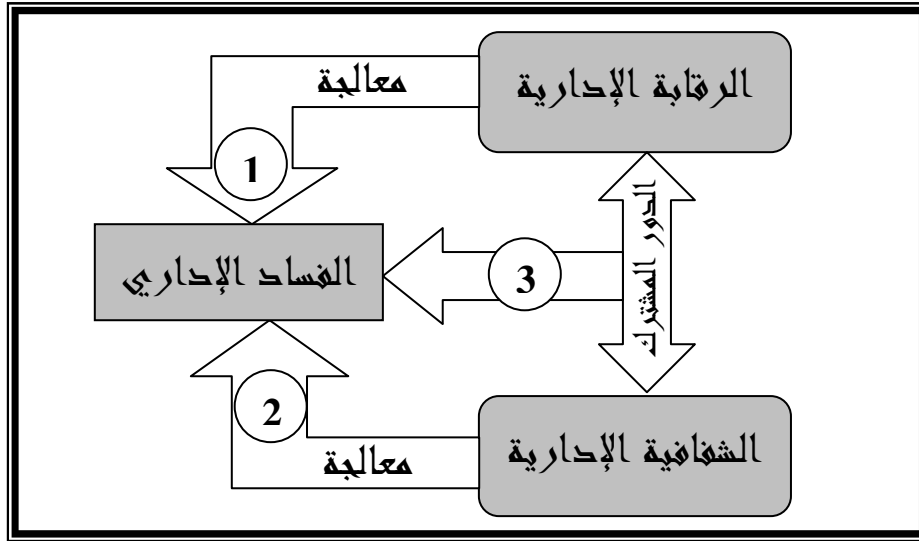 الرقابة الإدارية
معالجة
1
الدور المشترك
3
الفساد الإداري
2
الشفافية الإدارية
معالجة